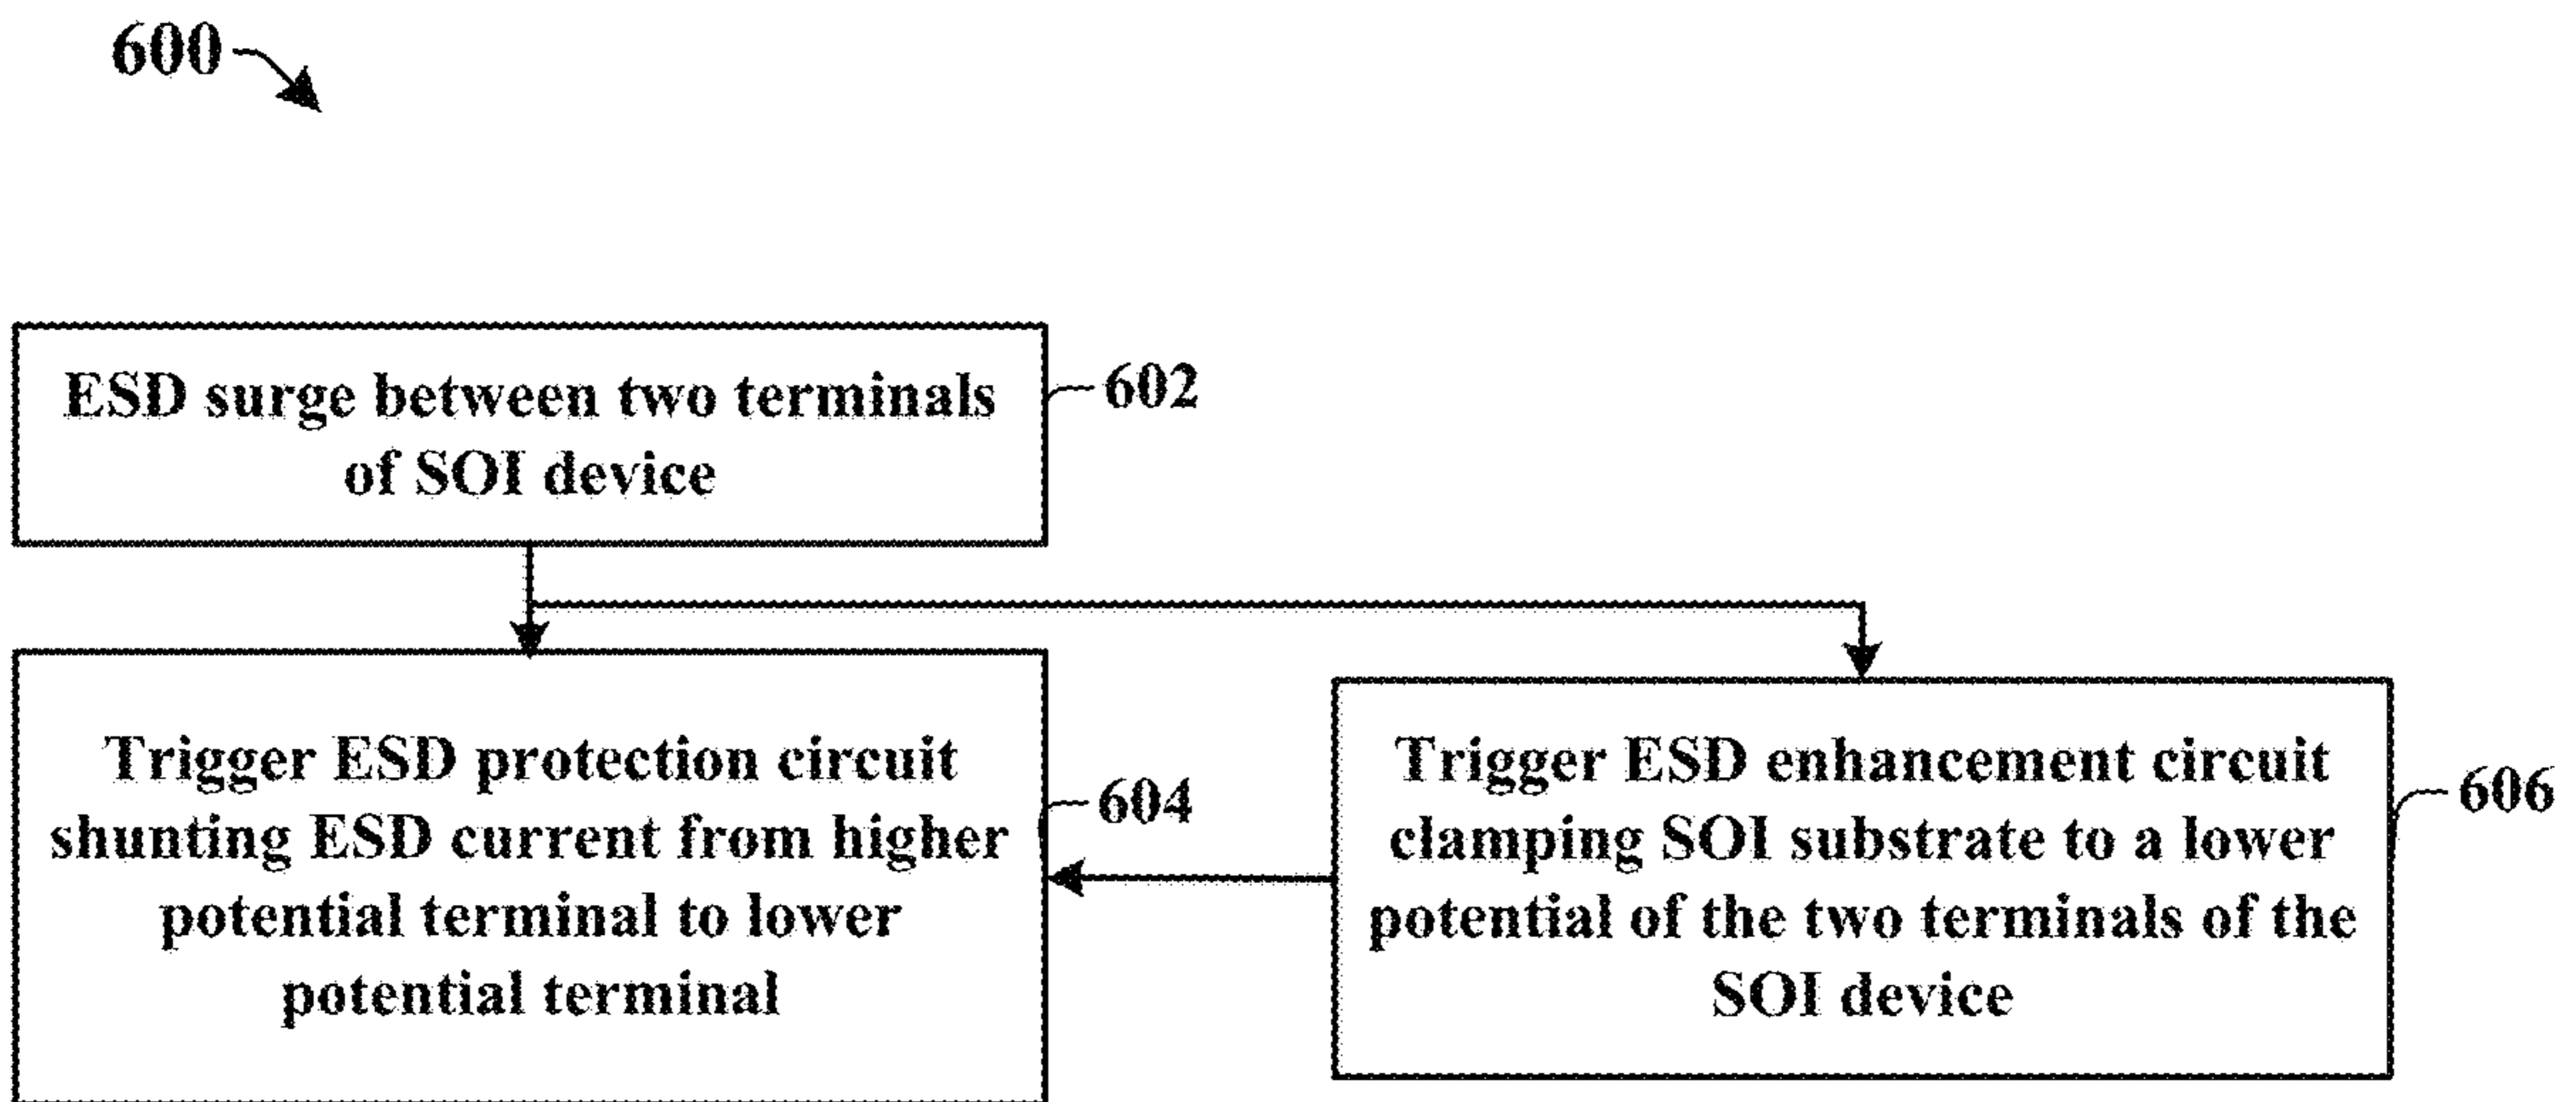 600
ESD surge between two terminals
of SOI device
602
Trigger ESD protection circuit
shunting ESD current from higher
potential terminal to lower
potential terminal
604
Trigger ESD enhancement circuit
clamping SOI substrate to a lower
potential of the two terminals of the
SOI device
606